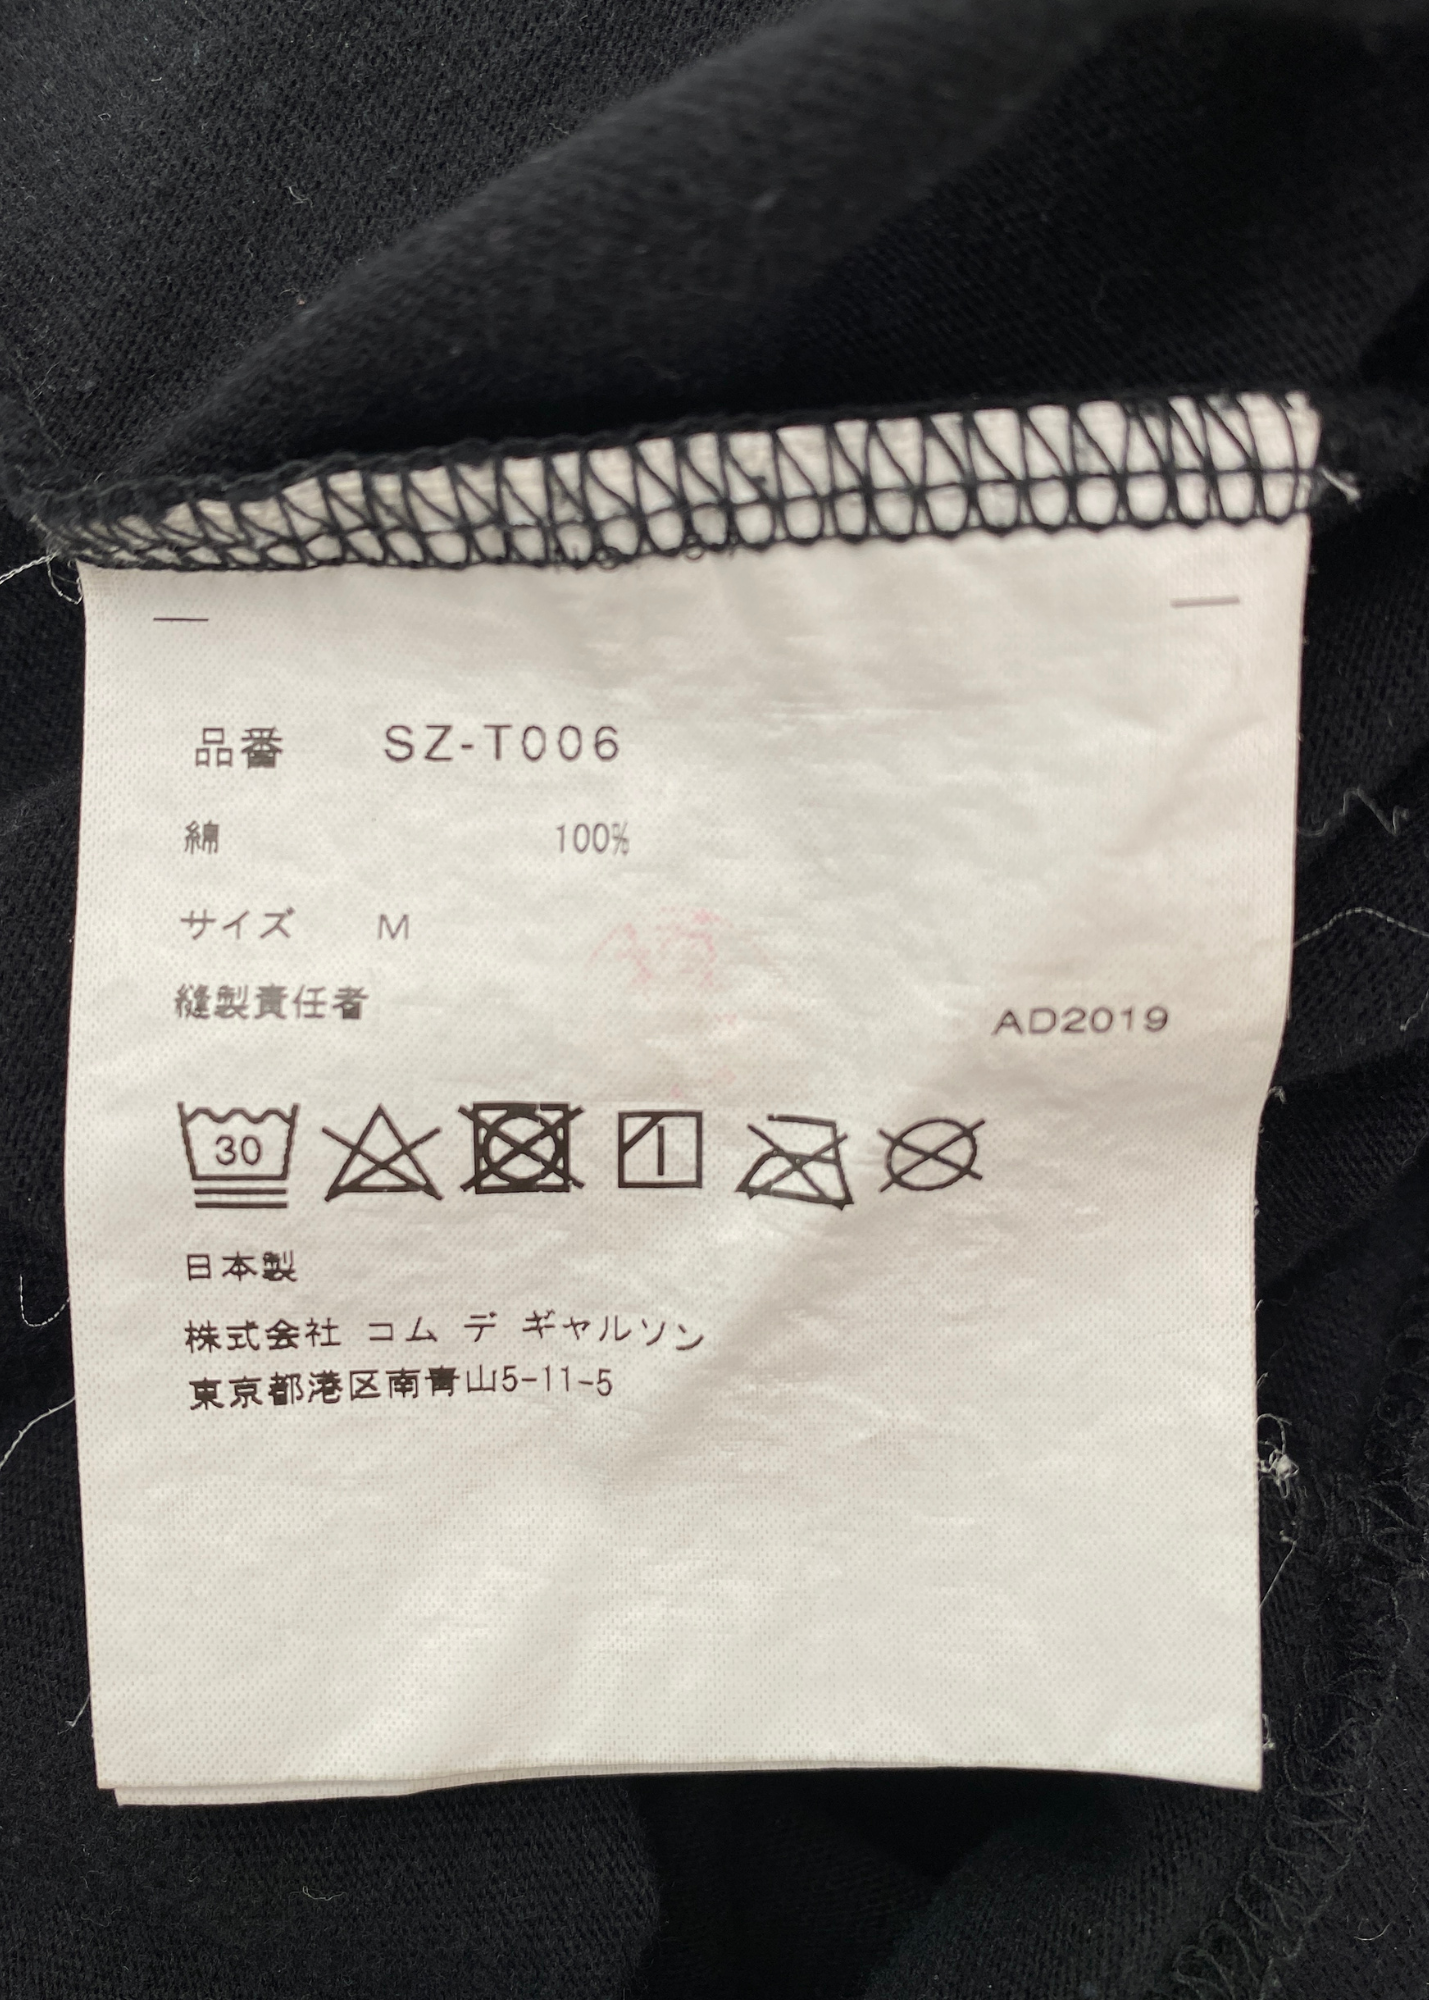 品番 SZ-T006
綿 100%
サイズ M
縫製責任者
AD2019
30
日本製
株式会社 コム デ ギャルソン
東京都港区南青山5-11-5